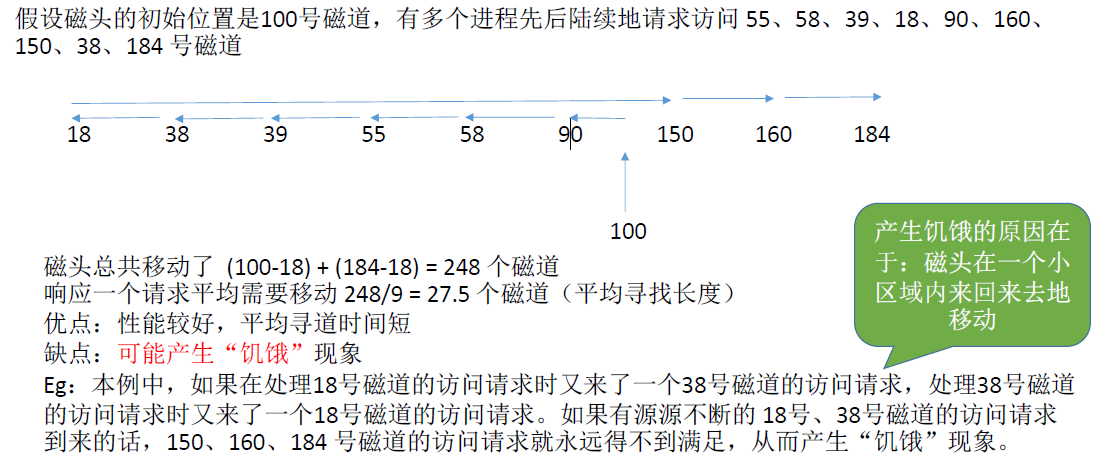 假设磁头的初始位置是100号磁道，有多个进程先后陆续地请求访问 55、58、39、18、90、160、
150、38、184 号磁道
18 38 39 55 58 90 150 160 184
100
产生饥饿的原因在
于：磁头在一个小
区域内来回来去地
移动
磁头总共移动了 (100-18) + (184-18) = 248 个磁道
响应一个请求平均需要移动 248/9 = 27.5 个磁道（平均寻找长度）
优点：性能较好，平均寻道时间短
缺点：可能产生“饥饿”现象
Eg：本例中，如果在处理18号磁道的访问请求时又来了一个38号磁道的访问请求，处理38号磁道
的访问请求时又来了一个18号磁道的访问请求。如果有源源不断的 18号、38号磁道的访问请求
到来的话，150、160、184 号磁道的访问请求就永远得不到满足，从而产生“饥饿”现象。